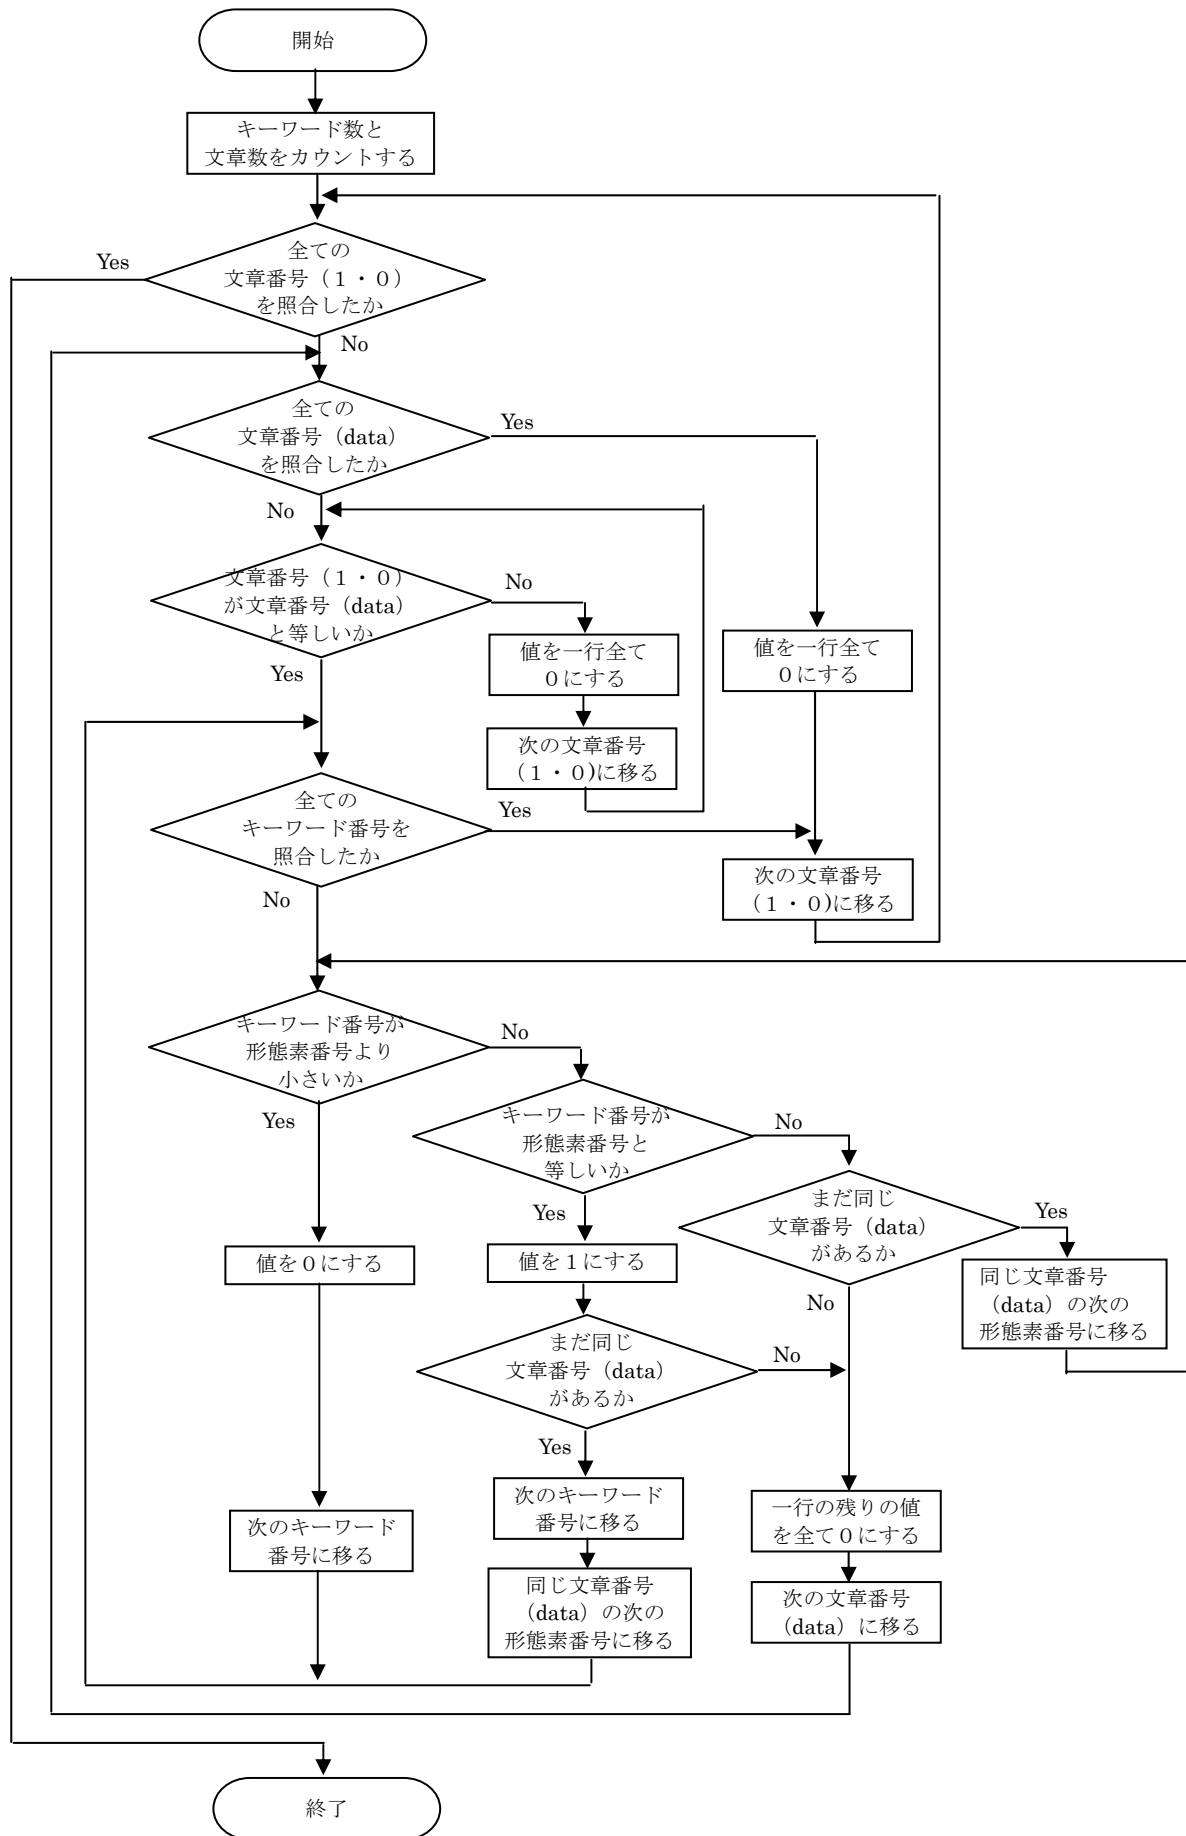 開始
キーワード数と
文章数をカウントする
全ての
文章番号（１・０）
を照合したか
Yes
No
全ての
文章番号（data）
を照合したか
Yes
No
文章番号（１・０）
が文章番号（data）
と等しいか
No
Yes
値を一行全て
０にする
値を一行全て
０にする
次の文章番号
（１・０)に移る
全ての
キーワード番号を
照合したか
Yes
No
次の文章番号
（１・０)に移る
キーワード番号が
形態素番号より
小さいか
No
Yes
キーワード番号が
形態素番号と
等しいか
No
Yes
まだ同じ
文章番号（data）
があるか
Yes
No
値を０にする
値を１にする
同じ文章番号
（data）の次の
形態素番号に移る
まだ同じ
文章番号（data）
があるか
No
Yes
次のキーワード
番号に移る
次のキーワード
番号に移る
一行の残りの値
を全て０にする
同じ文章番号
（data）の次の
形態素番号に移る
次の文章番号
（data）に移る
終了